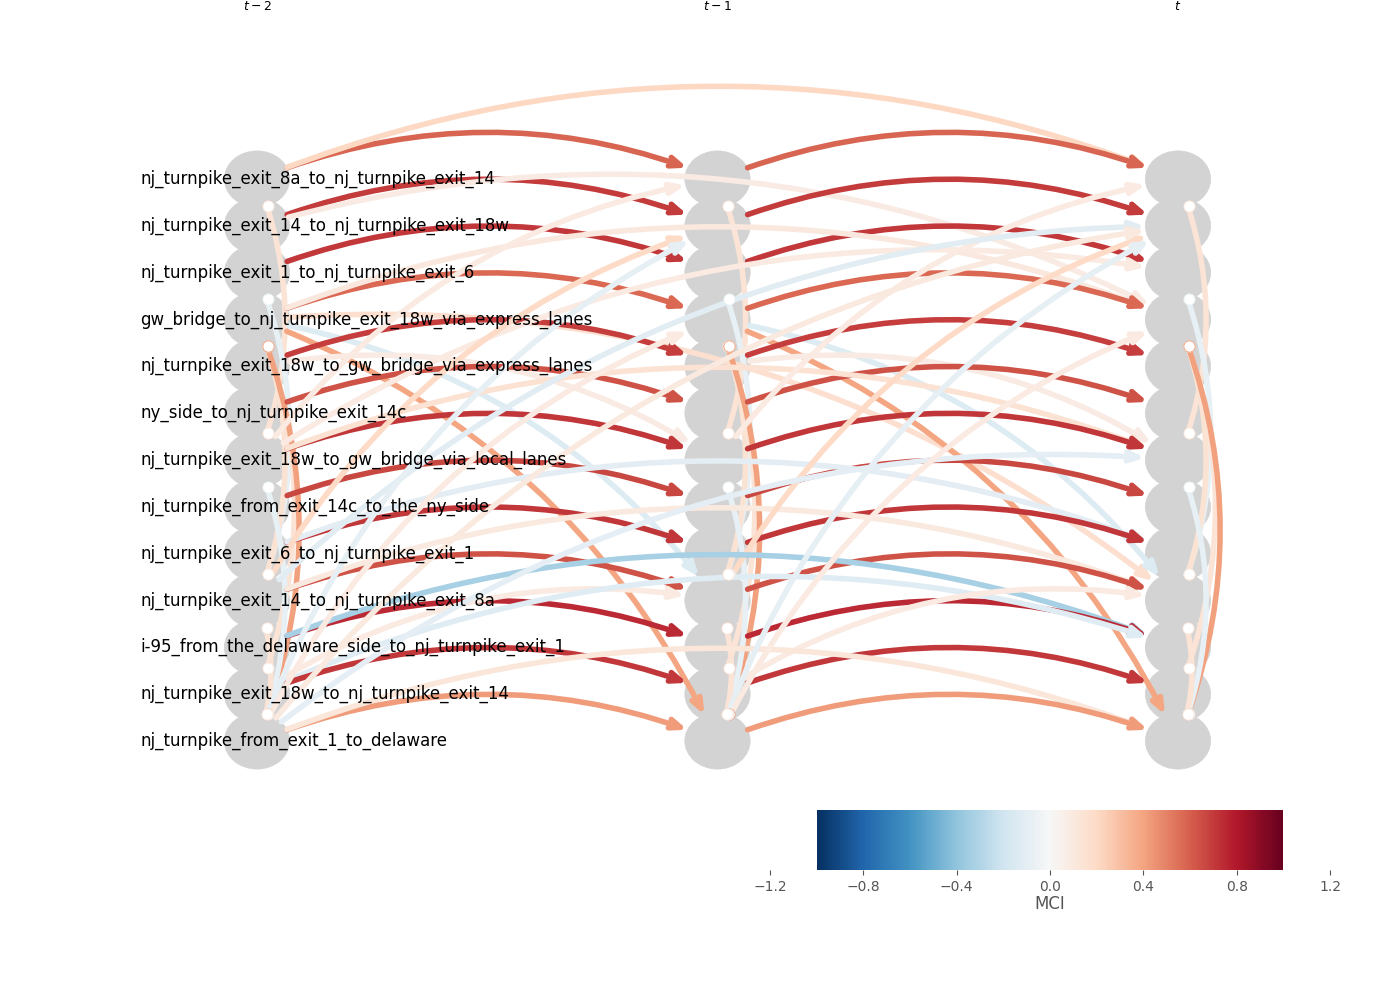 t − 2 t − 1 t
nj_turnpike_exit_8a_to_nj_turnpike_exit_14
nj_turnpike_exit_14_to_nj_turnpike_exit_18w
nj_turnpike_exit_1_to_nj_turnpike_exit_6
gw_bridge_to_nj_turnpike_exit_18w_via_express_lanes
nj_turnpike_exit_18w_to_gw_bridge_via_express_lanes
ny_side_to_nj_turnpike_exit_14c
nj_turnpike_exit_18w_to_gw_bridge_via_local_lanes
nj_turnpike_from_exit_14c_to_the_ny_side
nj_turnpike_exit_6_to_nj_turnpike_exit_1
nj_turnpike_exit_14_to_nj_turnpike_exit_8a
i-95_from_the_delaware_side_to_nj_turnpike_exit_1
nj_turnpike_exit_18w_to_nj_turnpike_exit_14
nj_turnpike_from_exit_1_to_delaware
−1.2 −0.8 −0.4 0.0 0.4 0.8 1.2
MCI